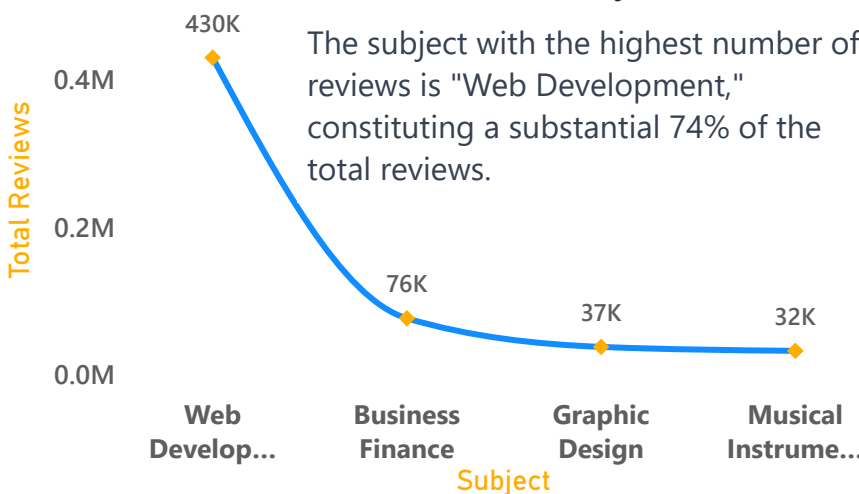 430K
The subject with the highest number of
reviews is "Web Development,"
constituting a substantial 74% of the
total reviews.
0.4M
Total Reviews
0.2M
76K
37K
32K
0.0M
Web
Develop...
Business
Finance
Graphic
Design
Musical
Instrume...
Subject